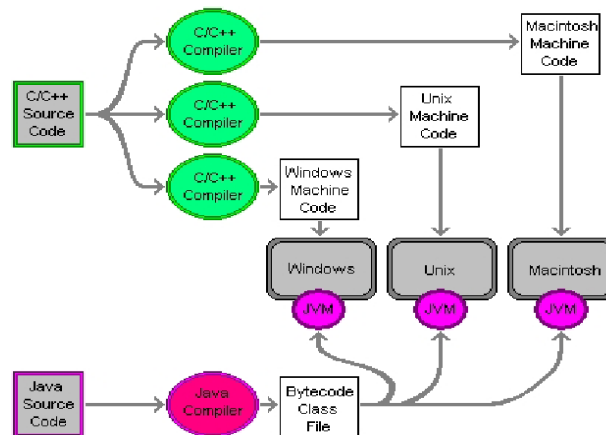 C/C++
Compiler
Macintosh
Machine
Code
C/C++
Source
Code
C/C++
Compiler
Unix
Machine
Code
C/C++
Compiler
Windows
Machine
Code
Windows
Unix
Macintosh
JVM
JVM
JVM
Java
Source
Code
Java
Compiler
Bytecode
Class
File